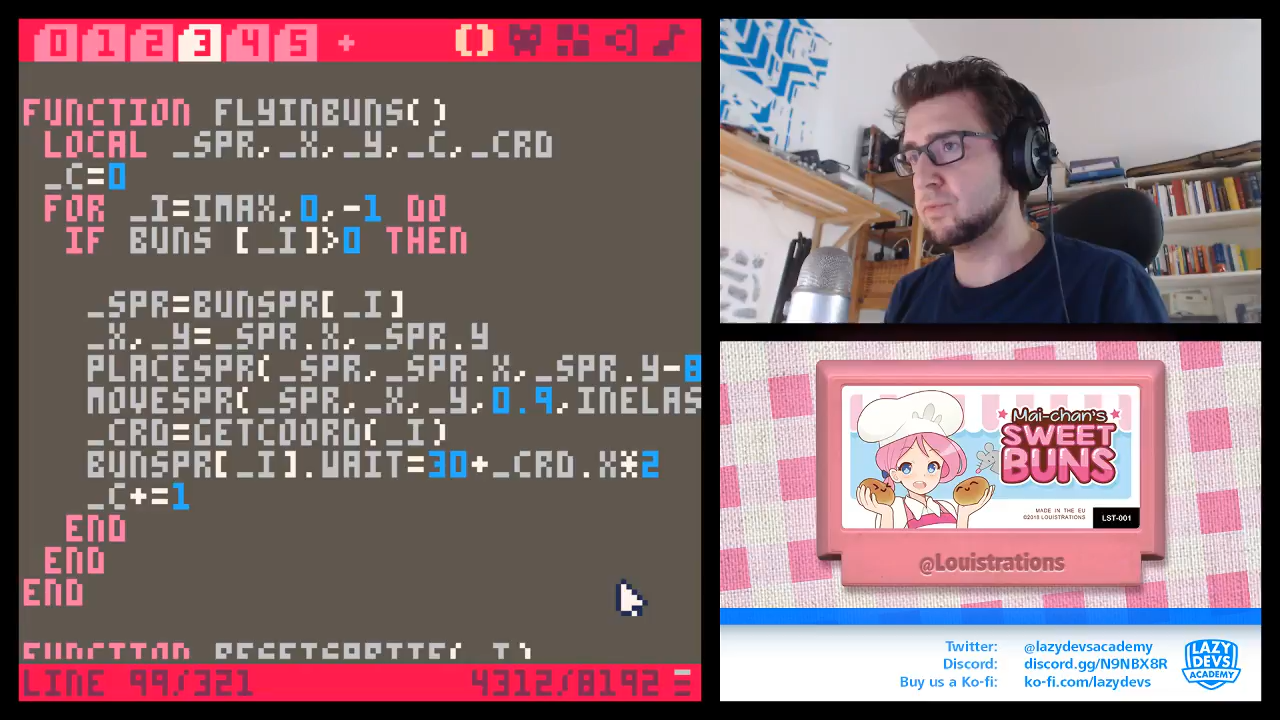 0 1 2 3 4 5 +
FUNCTION FLYINBUNS()
LOCAL _SPR,_X,_Y,_C,_CRD
_C=0
FOR _I=IMAX,0,-1 DO
IF BUNS [_I]>0 THEN
_SPR=BUNSPR[_I]
_X,_Y=_SPR.X,_SPR.Y
PLACESPR(_SPR,_SPR.X,_SPR.Y-8
MOVESPR(_SPR,_X,_Y,0.9,INELAS
_CRD=GETCOORD(_I)
BUNSPR[_I].WAIT=30+_CRD.X*2
_C+=1
END
END
END
FUNCTION
LINE 99/321 4312/8192
Mai-chan's
SWEET
BUNS
MADE IN THE EU
©2019 LOUISTRATIONS
LST-001
@Louistrations
Twitter: @lazydevsacademy
Discord: discord.gg/N9NBX8R
Buy us a Ko-fi: ko-fi.com/lazydevs
LAZY
DEVS
ACADEMY